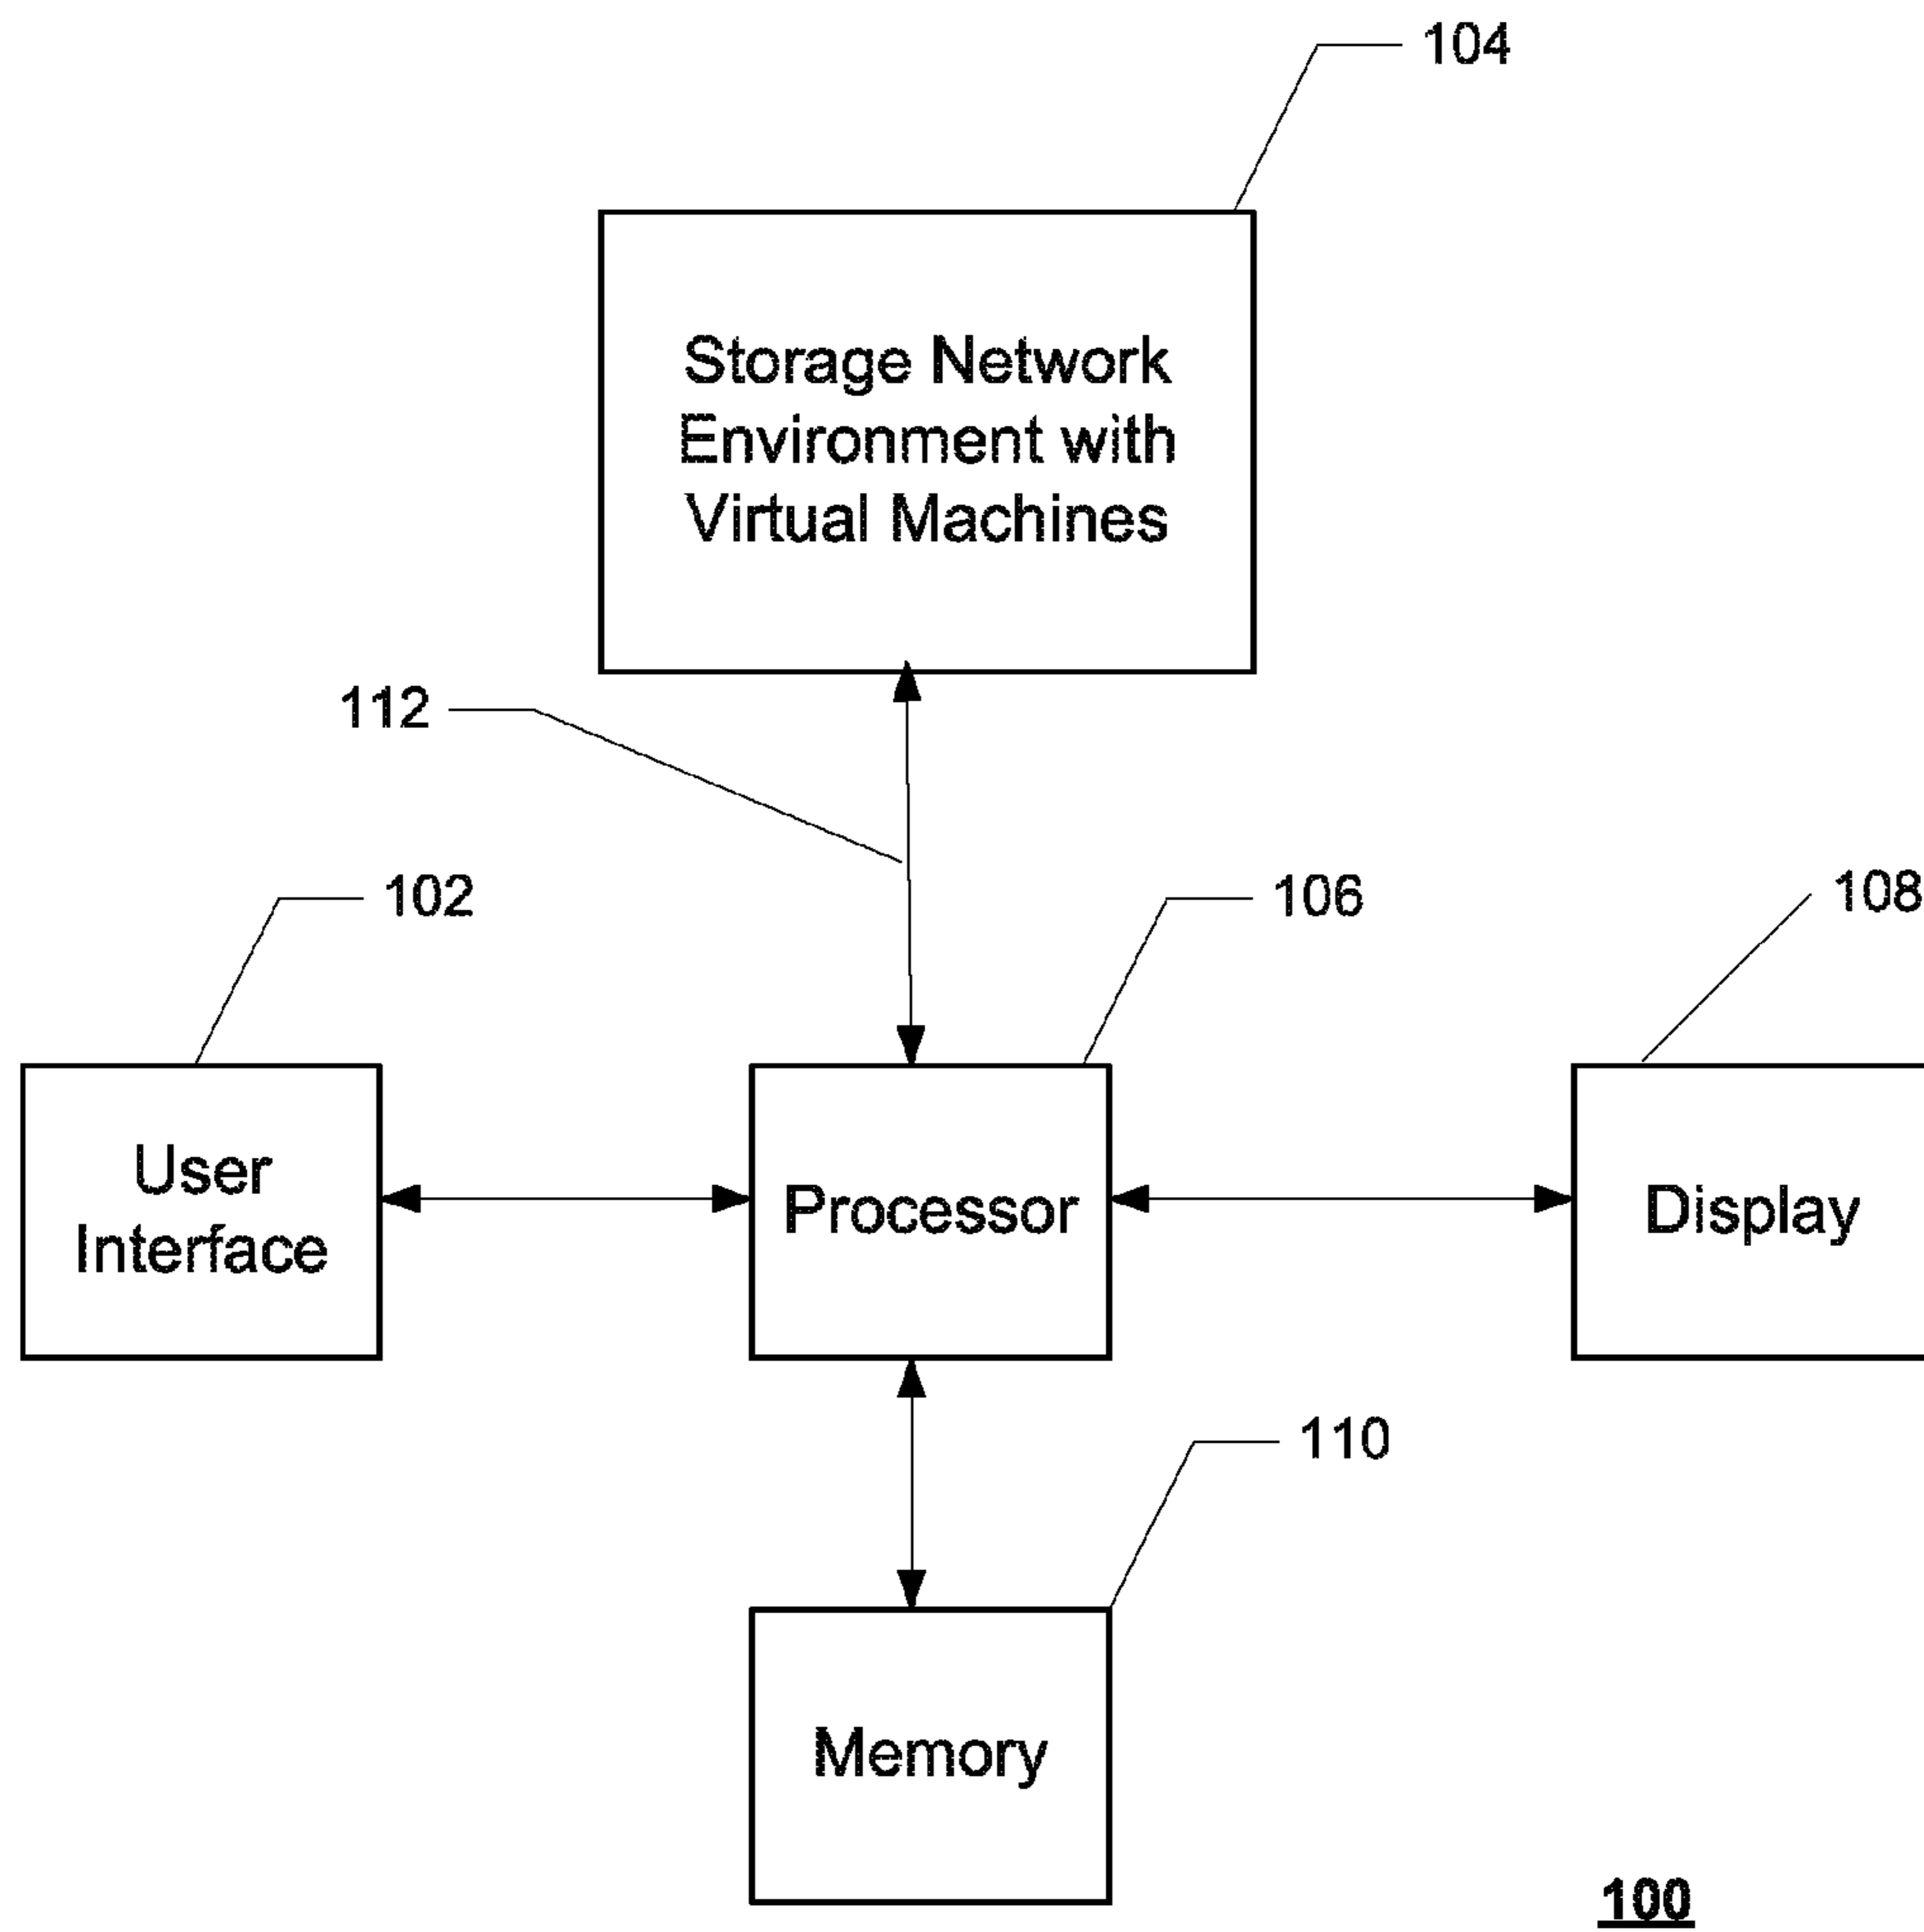 104
Storage Network
Environment with
Virtual Machines
112
102
106
108
User
Interface
Processor
Display
110
Memory
100